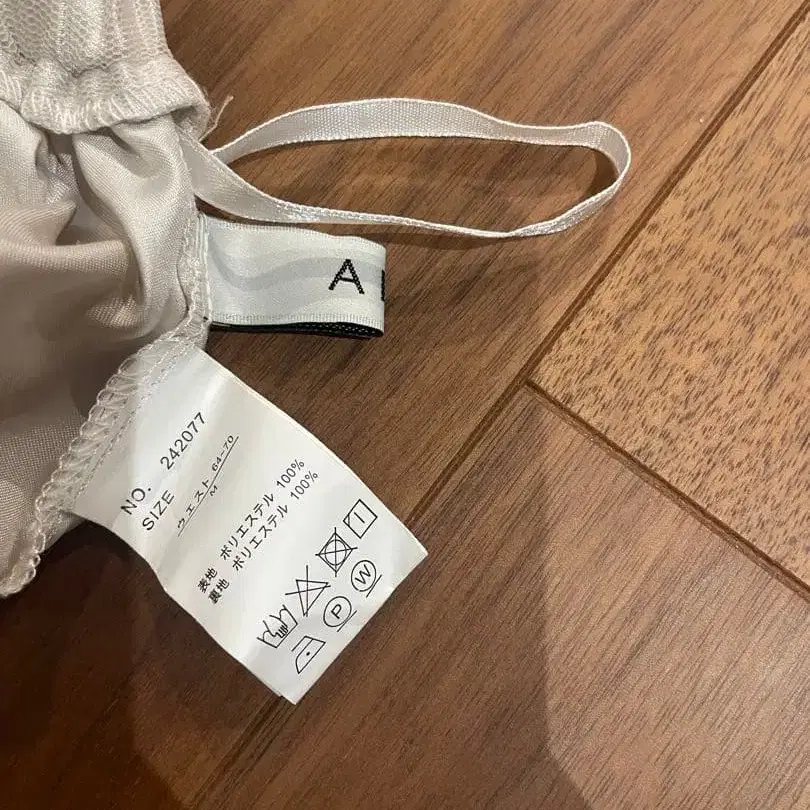 A
NO. 242077
SIZE
ウエスト 64-70
M
表地 ポリエステル 100%
裏地 ポリエステル 100%
P
W